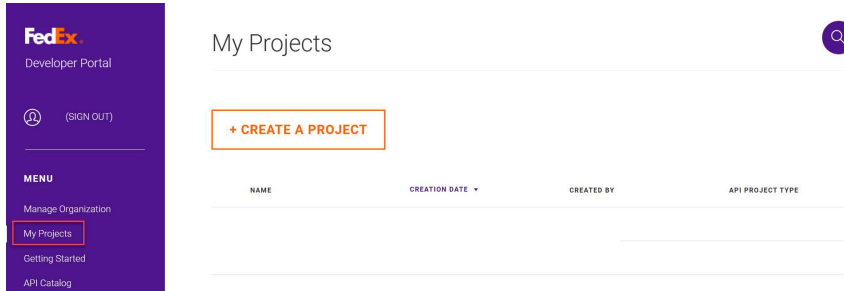 FedEx.
Developer Portal
(SIGN OUT)
MENU
Manage Organization
My Projects
Getting Started
API Catalog
My Projects
+ CREATE A PROJECT
NAME CREATION DATE CREATED BY API PROJECT TYPE